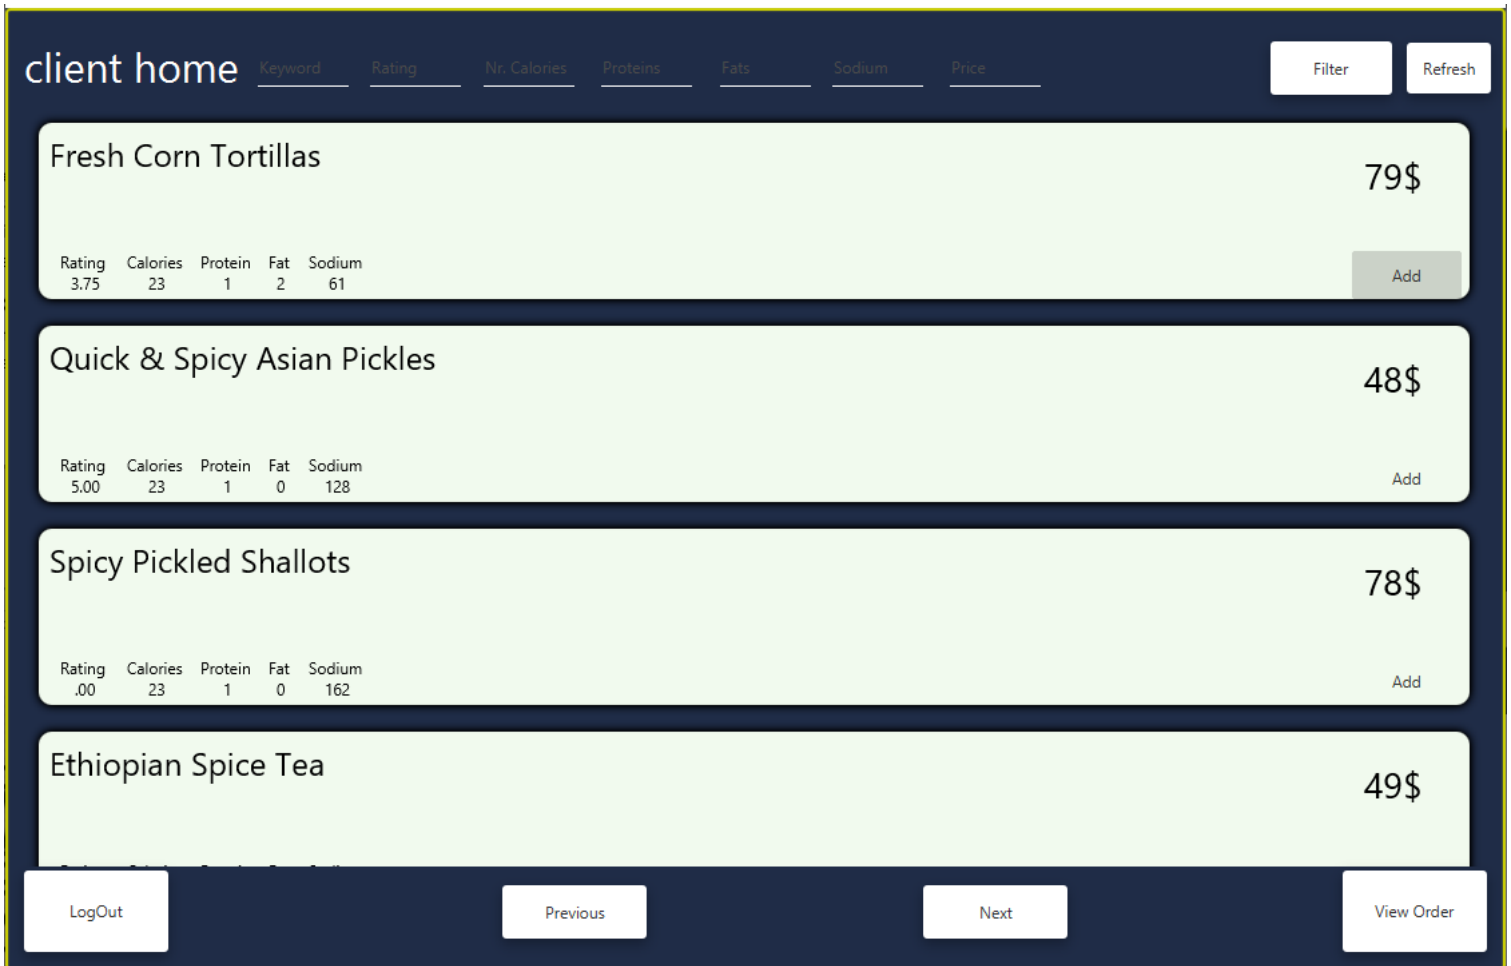 client home Keyword Rating Nr. Calories Proteins Fats Sodium Price Filter Refresh
Fresh Corn Tortillas
79$
Rating Calories Protein Fat Sodium
3.75 23 1 2 61
Add
Quick & Spicy Asian Pickles
48$
Rating Calories Protein Fat Sodium
5.00 23 1 0 128
Add
Spicy Pickled Shallots
78$
Rating Calories Protein Fat Sodium
.00 23 1 0 162
Add
Ethiopian Spice Tea
49$
LogOut Previous Next View Order